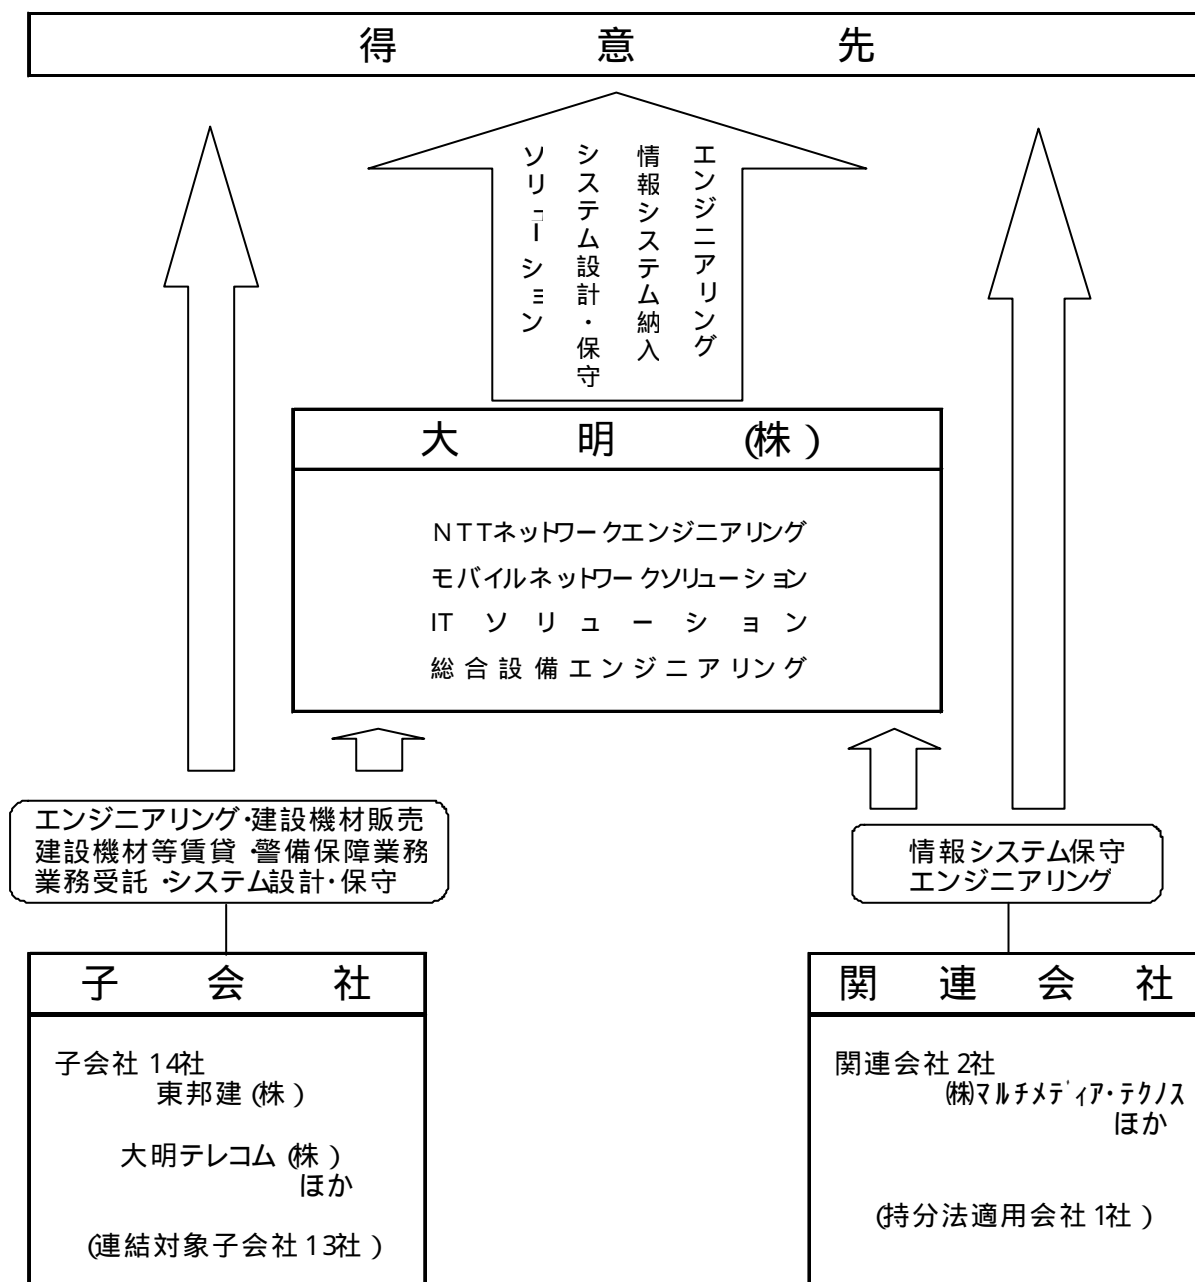 得意先
エンジニアリング
情報システム納入
システム設計・保守
ソリューション
大明(株)
NTTネットワークエンジニアリング
モバイルネットワークソリューション
ITソリューション
総合設備エンジニアリング
エンジニアリング・建設機材販売
建設機材等賃貸・警備保障業務
業務受託・システム設計・保守
情報システム保守
エンジニアリング
子会社
子会社14社
東邦建(株)
大明テレコム(株)
ほか
(連結対象子会社13社)
関連会社
関連会社2社
㈱マルチメディア・テクノス
ほか
(持分法適用会社1社)